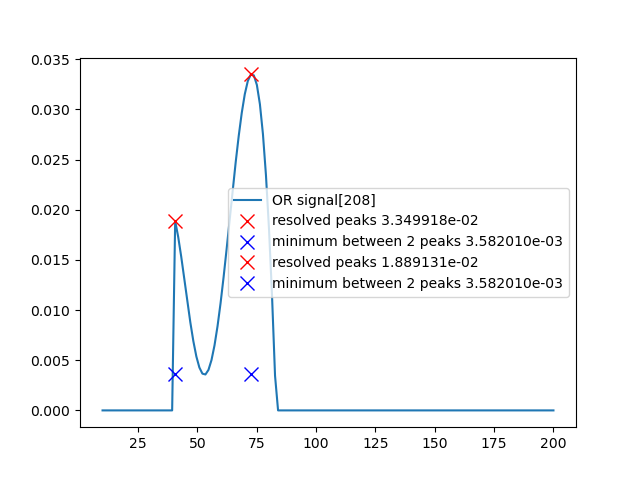 0.035
0.030
0.025
0.020
0.015
0.010
0.005
0.000
OR signal[208]
resolved peaks 3.349918e-02
minimum between 2 peaks 3.582010e-03
resolved peaks 1.889131e-02
minimum between 2 peaks 3.582010e-03
25 50 75 100 125 150 175 200